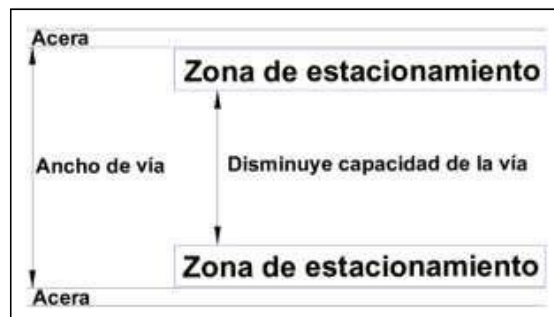 Acera
Zona de estacionamiento
Ancho de vía
Disminuye capacidad de la vía
Zona de estacionamiento
Acera